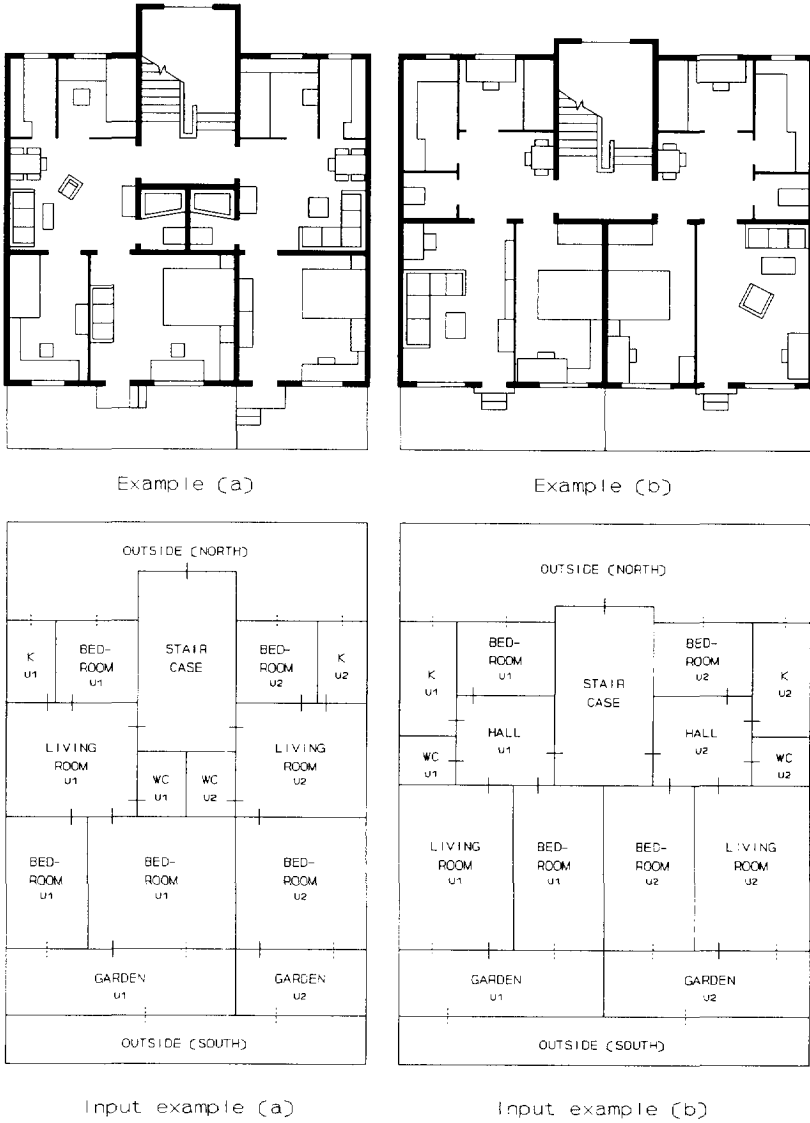 Example (a)
Example (b)
OUTSIDE (NORTH)
K
U1
BED-
ROOM
U1
STAIR
CASE
BED-
ROOM
U2
K
U2
LIVING
ROOM
U1
WC
U1
WC
U2
LIVING
ROOM
U2
BED-
ROOM
U1
BED-
ROOM
U1
BED-
ROOM
U2
GARDEN
U1
GARDEN
U2
OUTSIDE (SOUTH)
Input example (a)
OUTSIDE (NORTH)
K
U1
BED-
ROOM
U1
STAIR
CASE
BED-
ROOM
U2
K
U2
HALL
U1
HALL
U2
WC
U1
WC
U2
LIVING
ROOM
U1
BED-
ROOM
U1
BED-
ROOM
U2
LIVING
ROOM
U2
GARDEN
U1
GARDEN
U2
OUTSIDE (SOUTH)
Input example (b)